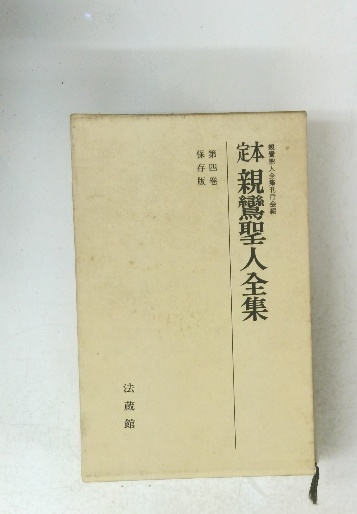 親鸞聖人全集刊行会編
定本 親鸞聖人全集
第四巻
保存版
法蔵館